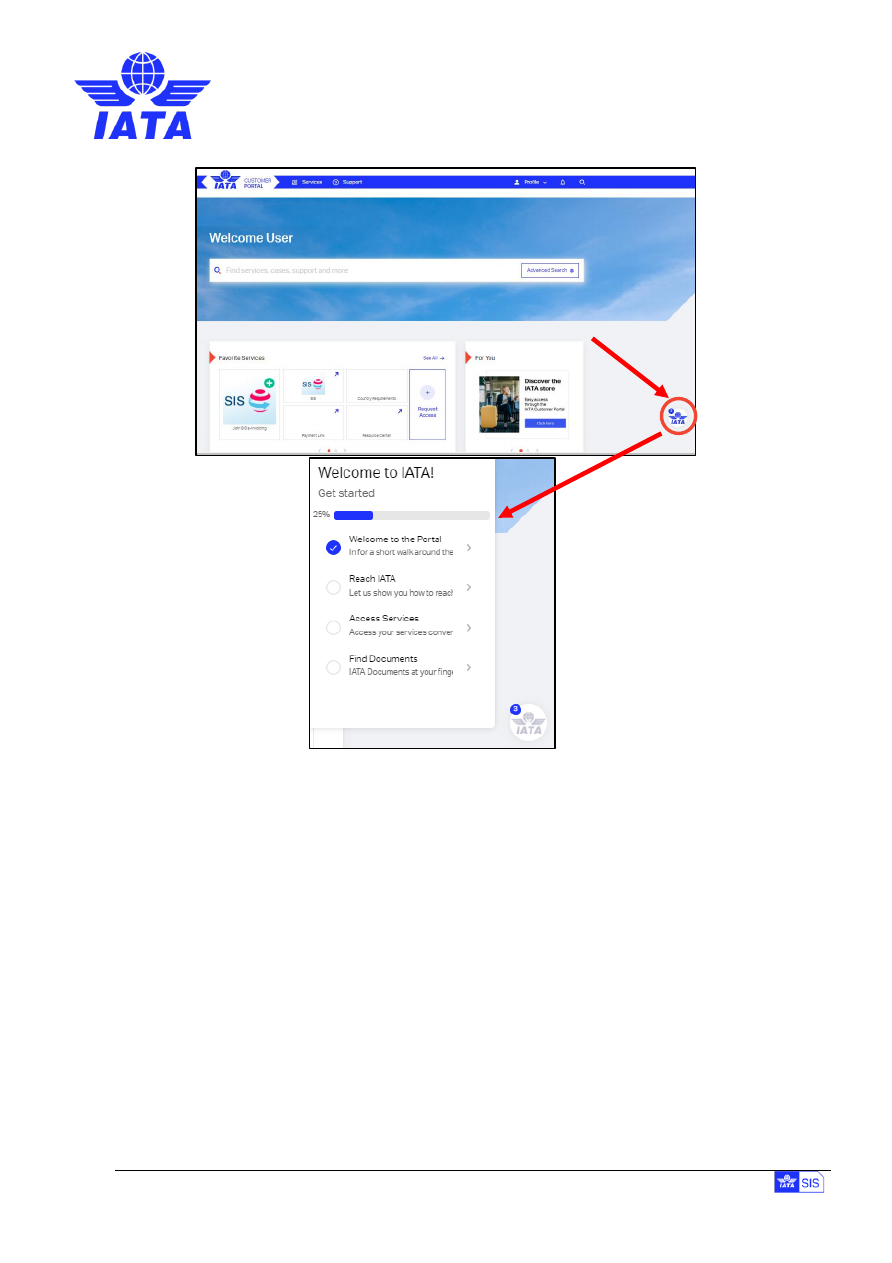 IATA
IATA CUSTOMER PORTAL
Services
Support
Profile
Welcome User
Find services, cases, support and more
Advanced Search
Favorite Services
See All →
SIS
Join SIS e-Invoicing
SIS
SIS
Country Requirements
Payment Link
Resource Center
+
Request
Access
For You
Discover the
IATA store
Easy access
through the
IATA Customer Portal
Click here
IATA
Welcome to IATA!
Get started
25%
Welcome to the Portal
In for a short walk around the
Reach IATA
Let us show you how to reach
Access Services
Access your services conver
Find Documents
IATA Documents at your finge
3
IATA
IATA SIS